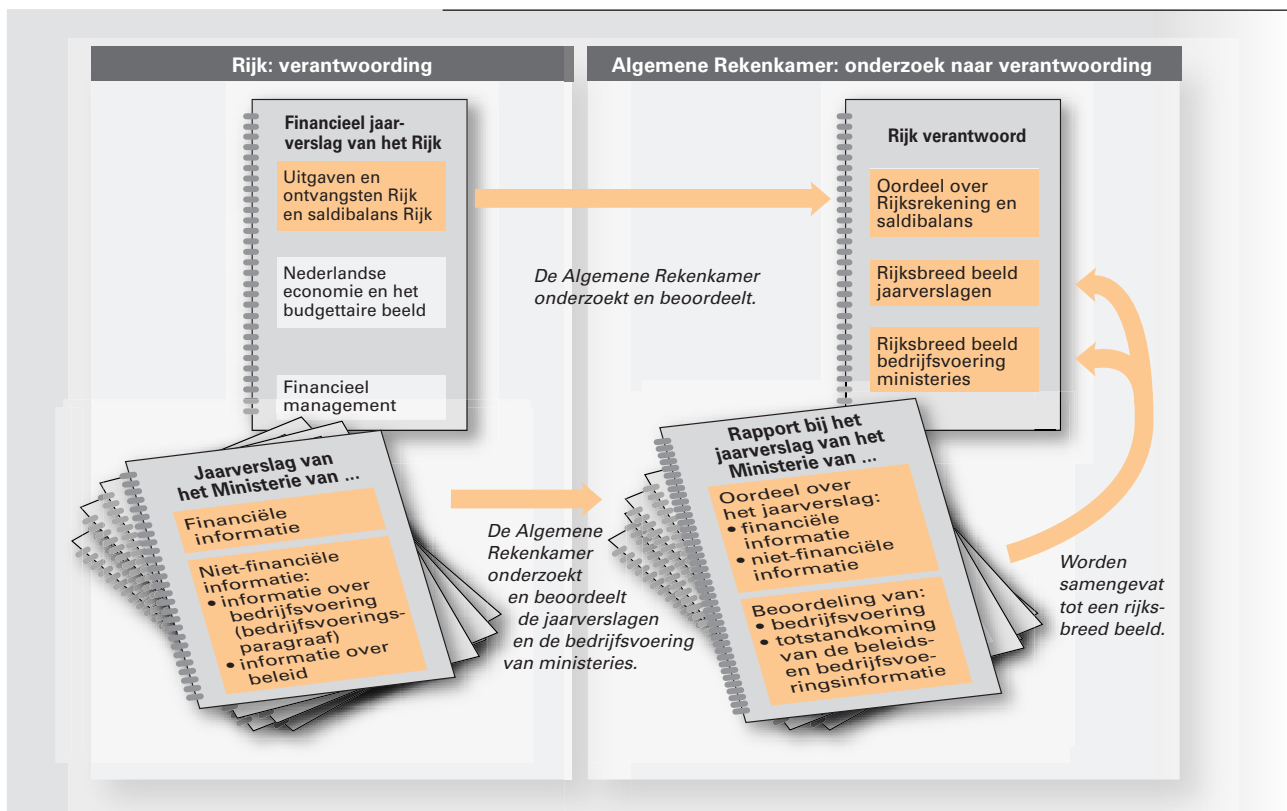 Rijk: verantwoording
Algemene Rekenkamer: onderzoek naar verantwoording
Financieel jaar-
verslag van het Rijk
Uitgaven en
ontvangsten Rijk
en saldibalans Rijk
Nederlandse
economie en het
budgettaire beeld
Financieel
management
De Algemene Rekenkamer
onderzoekt en beoordeelt.
Rijk verantwoord
Oordeel over
Rijksrekening en
saldibalans
Rijksbreed beeld
jaarverslagen
Rijksbreed beeld
bedrijfsvoering
ministeries
Jaarverslag van
het Ministerie van ...
Financiële
informatie
Niet-financiële
informatie:
• informatie over
bedrijfsvoering
(bedrijfsvoerings-
paragraaf)
• informatie over
beleid
De Algemene
Rekenkamer
onderzoekt
en beoordeelt
de jaarverslagen
en de bedrijfsvoering
van ministeries.
Rapport bij het
jaarverslag van het
Ministerie van ...
Oordeel over
het jaarverslag:
• financiële
informatie
• niet-financiële
informatie
Beoordeling van:
• bedrijfsvoering
• totstandkoming
van de beleids-
en bedrijfsvoe-
ringsinformatie
Worden
samengevat
tot een rijks-
breed beeld.